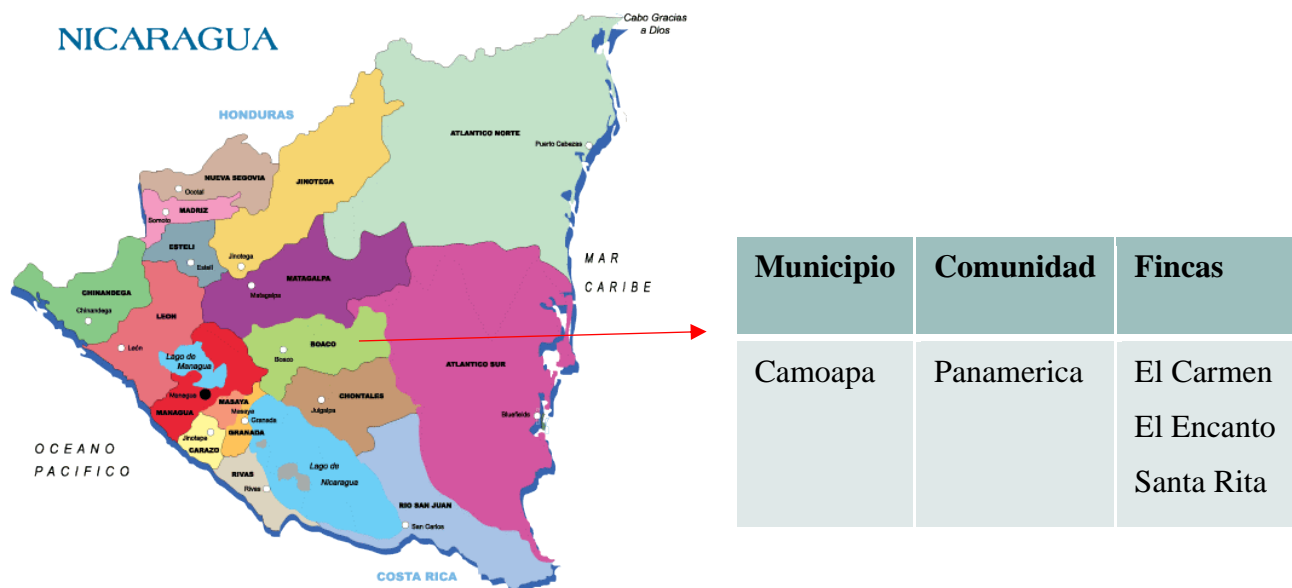 Cabo Gracias
a Dios
NICARAGUA
HONDURAS
ATLANTICO NORTE
Puerto Cabezas
NUEVA SEGOVIA
JINOTEGA
Ocotal
MADRIZ
Somoto
ESTELI
Estelí
Jinotega
MATAGALPA
Matagalpa
MAR
CARIBE
CHINANDEGA
Chinandega
LEON
León
BOACO
Boaco
Lago de
Managua
ATLANTICO SUR
Managua
MANAGUA
MASAYA
Masaya
CHONTALES
Juigalpa
Granada
GRANADA
Bluefields
Jinotepe
CARAZO
OCEANO
PACIFICO
RIVAS
Rivas
Lago de
Nicaragua
RIO SAN JUAN
San Carlos
COSTA RICA
Municipio Comunidad Fincas
Camoapa Panamerica El Carmen
El Encanto
Santa Rita